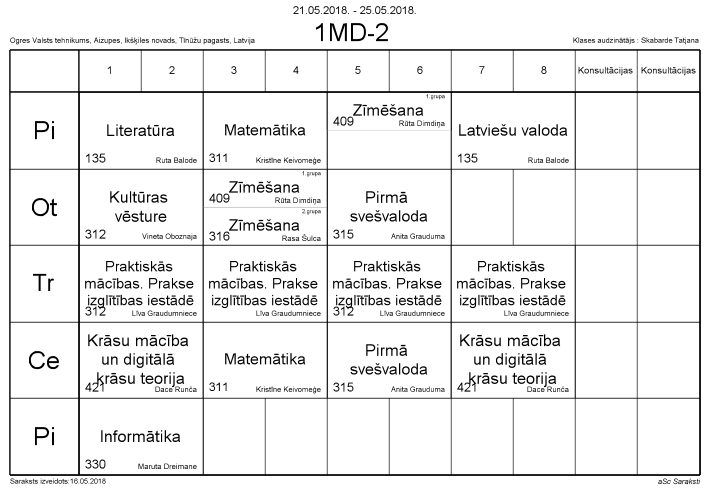 21.05.2018. - 25.05.2018.
1MD-2
Ogres Valsts tehnikums, Aizupes, Ikšķiles novads, Tīnūžu pagasts, Latvija
Klases audzinātājs : Skabarde Tatjana
1 2 3 4 5 6 7 8 Konsultācijas Konsultācijas
Pi
Literatūra
135 Ruta Balode
Matemātika
311 Kristīne Keivomeģe
1.grupa
Zīmēšana
409 Rūta Dimdiņa
Latviešu valoda
135 Ruta Balode
Ot
Kultūras
vēsture
312 Vineta Oboznaja
1.grupa
Zīmēšana
409 Rūta Dimdiņa
2.grupa
Zīmēšana
316 Rasa Šulca
Pirmā
svešvaloda
315 Anita Grauduma
Tr
Praktiskās
mācības. Prakse
izglītības iestādē
312 Līva Graudumniece
Praktiskās
mācības. Prakse
izglītības iestādē
Līva Graudumniece
Praktiskās
mācības. Prakse
izglītības iestādē
312 Līva Graudumniece
Praktiskās
mācības. Prakse
izglītības iestādē
Līva Graudumniece
Ce
Krāsu mācība
un digitālā
krāsu teorija
421 Dace Runča
Matemātika
311 Kristīne Keivomeģe
Pirmā
svešvaloda
315 Anita Grauduma
Krāsu mācība
un digitālā
krāsu teorija
421 Dace Runča
Pi
Informātika
330 Maruta Dreimane
Saraksts izveidots:16.05.2018
aSc Saraksti